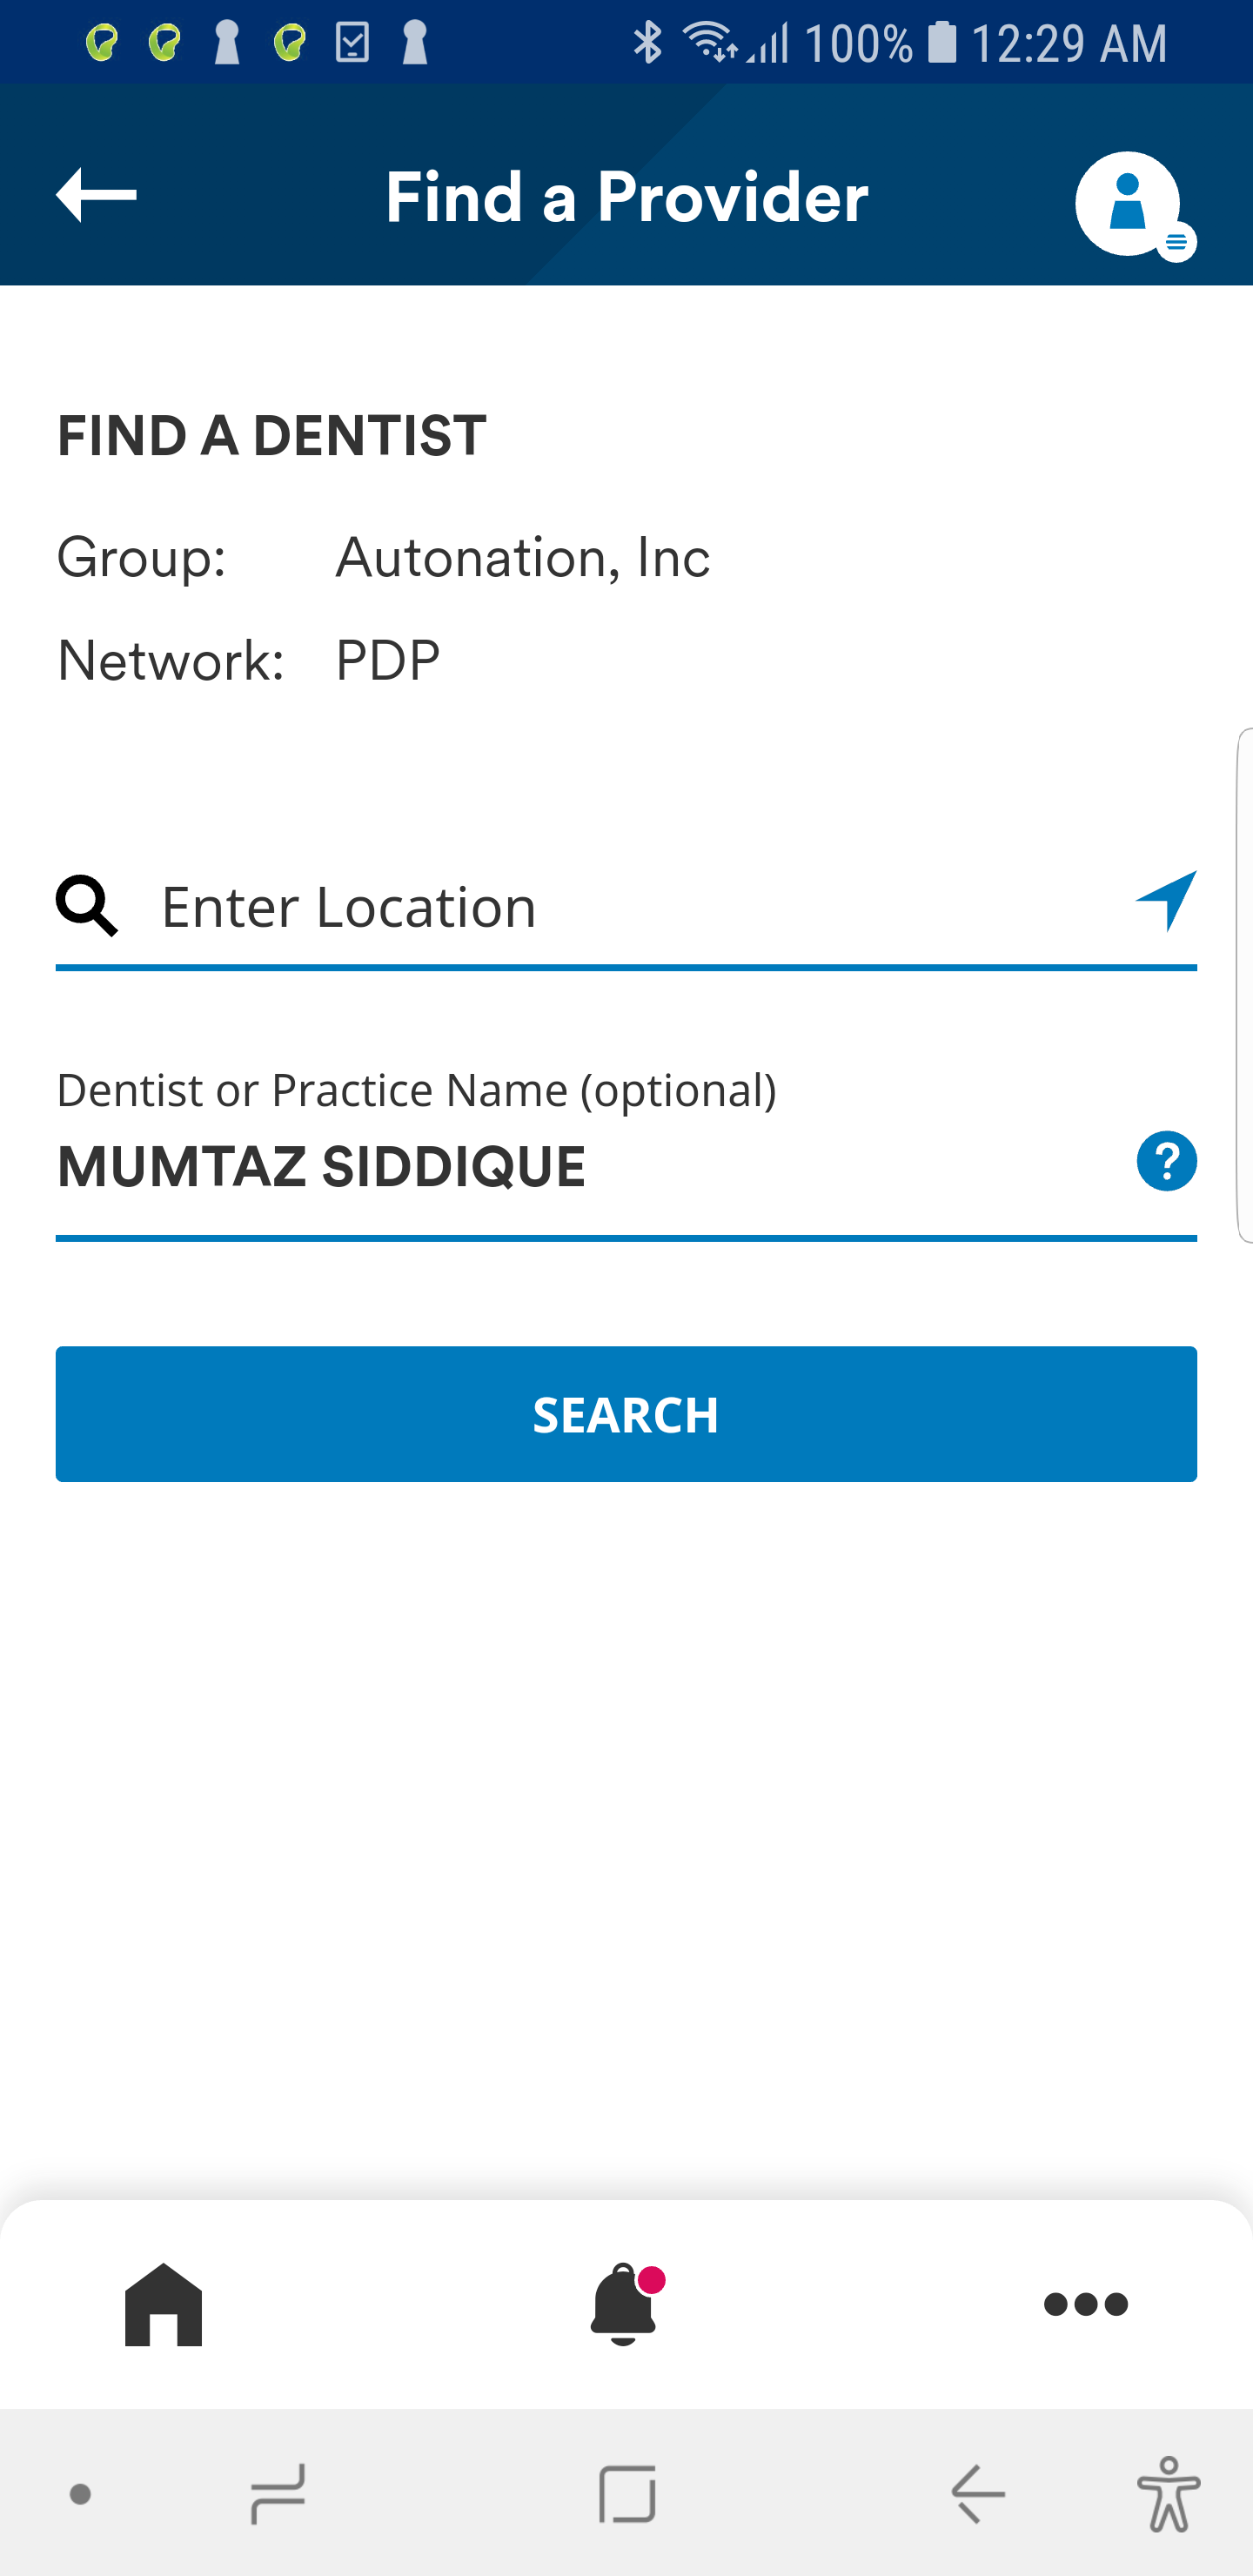 100% 12:29 AM
Find a Provider
FIND A DENTIST
Group: Autonation, Inc
Network: PDP
Enter Location
Dentist or Practice Name (optional)
MUMTAZ SIDDIQUE
?
SEARCH